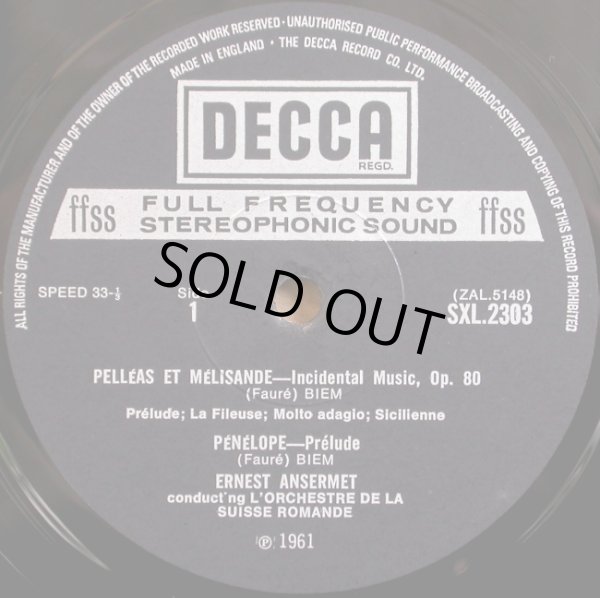 ALL RIGHTS OF THE MANUFACTURER AND OF THE OWNER OF THE RECORDED WORK RESERVED · UNAUTHORISED PUBLIC PERFORMANCE BROADCASTING AND COPYING OF THIS RECORD PROHIBITED
MADE IN ENGLAND · THE DECCA RECORD CO. LTD.
DECCA
REGD.
ffss FULL FREQUENCY ffss
STEREOPHONIC SOUND
SPEED 33-⅓ (ZAL.5148)
1 SXL.2303
SOLD OUT
PELLÉAS ET MÉLISANDE—Incidental Music, Op. 80
(Fauré) BIEM
Prélude; La Fileuse; Molto adagio; Sicilienne
PÉNÉLOPE—Prélude
(Fauré) BIEM
ERNEST ANSERMET
conduct'ng L'ORCHESTRE DE LA
SUISSE ROMANDE
℗ 1961